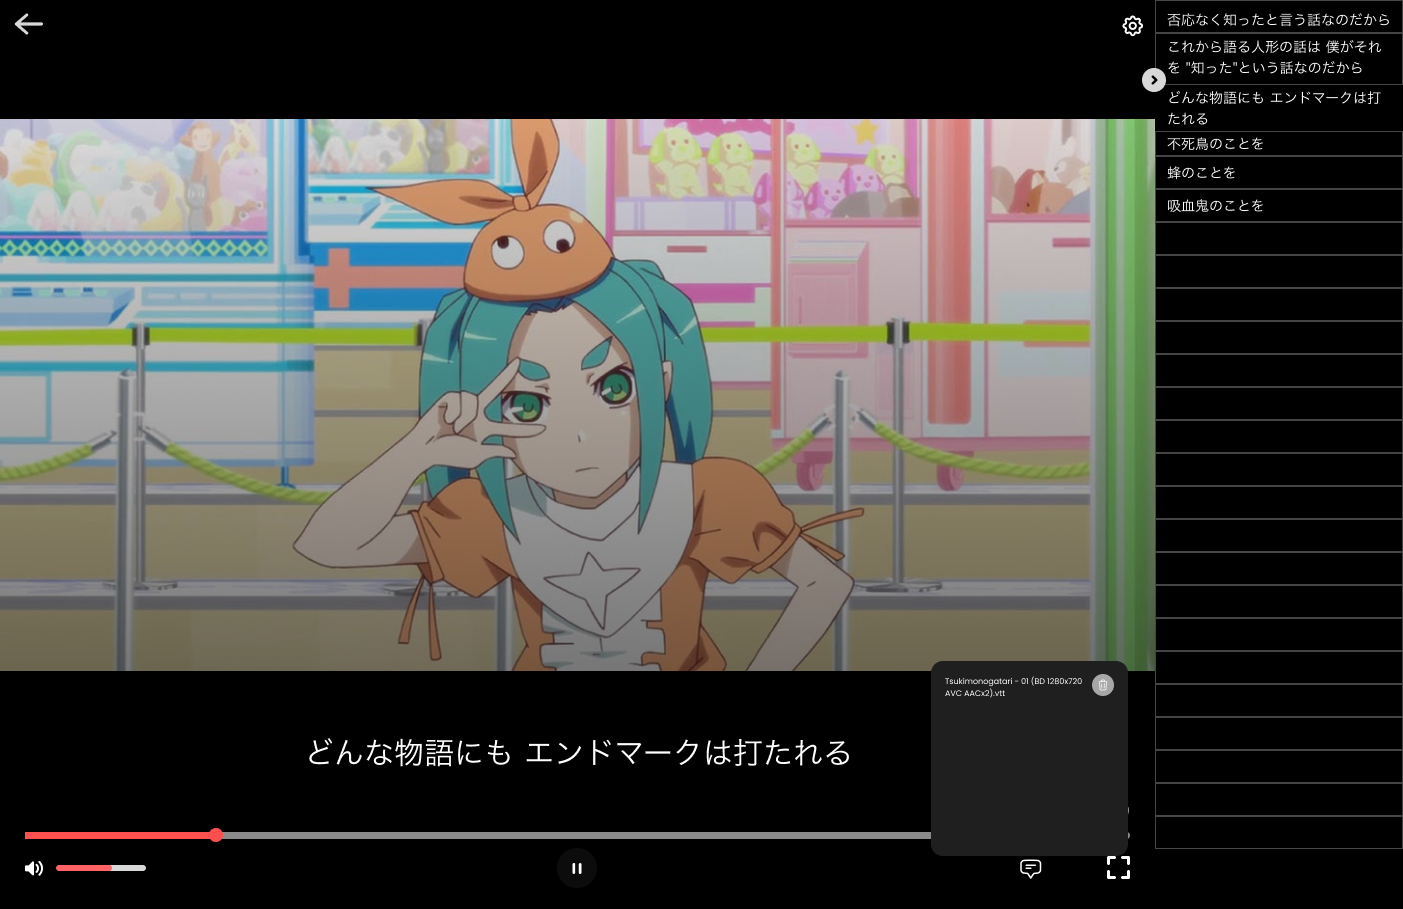 否応なく知ったと言う話なのだから
これから語る人形の話は 僕がそれ
を "知った"という話なのだから
どんな物語にも エンドマークは打
たれる
不死鳥のことを
蜂のことを
吸血鬼のことを
Tsukimonogatari - 01 (BD 1280x720
AVC AACx2).vtt
どんな物語にも エンドマークは打たれる